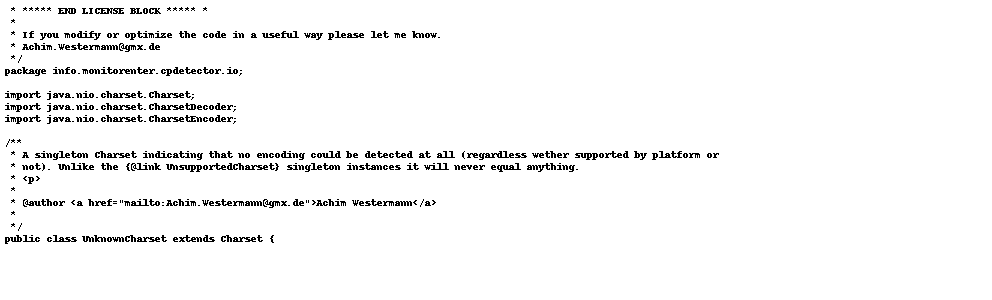 * ***** END LICENSE BLOCK ***** *
 *
 * If you modify or optimize the code in a useful way please let me know.
 * Achim.Westermann@gmx.de
 */
package info.monitorenter.cpdetector.io;

import java.nio.charset.Charset;
import java.nio.charset.CharsetDecoder;
import java.nio.charset.CharsetEncoder;

/**
 * A singleton Charset indicating that no encoding could be detected at all (regardless wether supported by platform or
 * not). Unlike the {@link UnsupportedCharset} singleton instances it will never equal anything.
 * <p>
 *
 * @author <a href="mailto:Achim.Westermann@gmx.de">Achim Westermann</a>
 *
 */
public class UnknownCharset extends Charset {